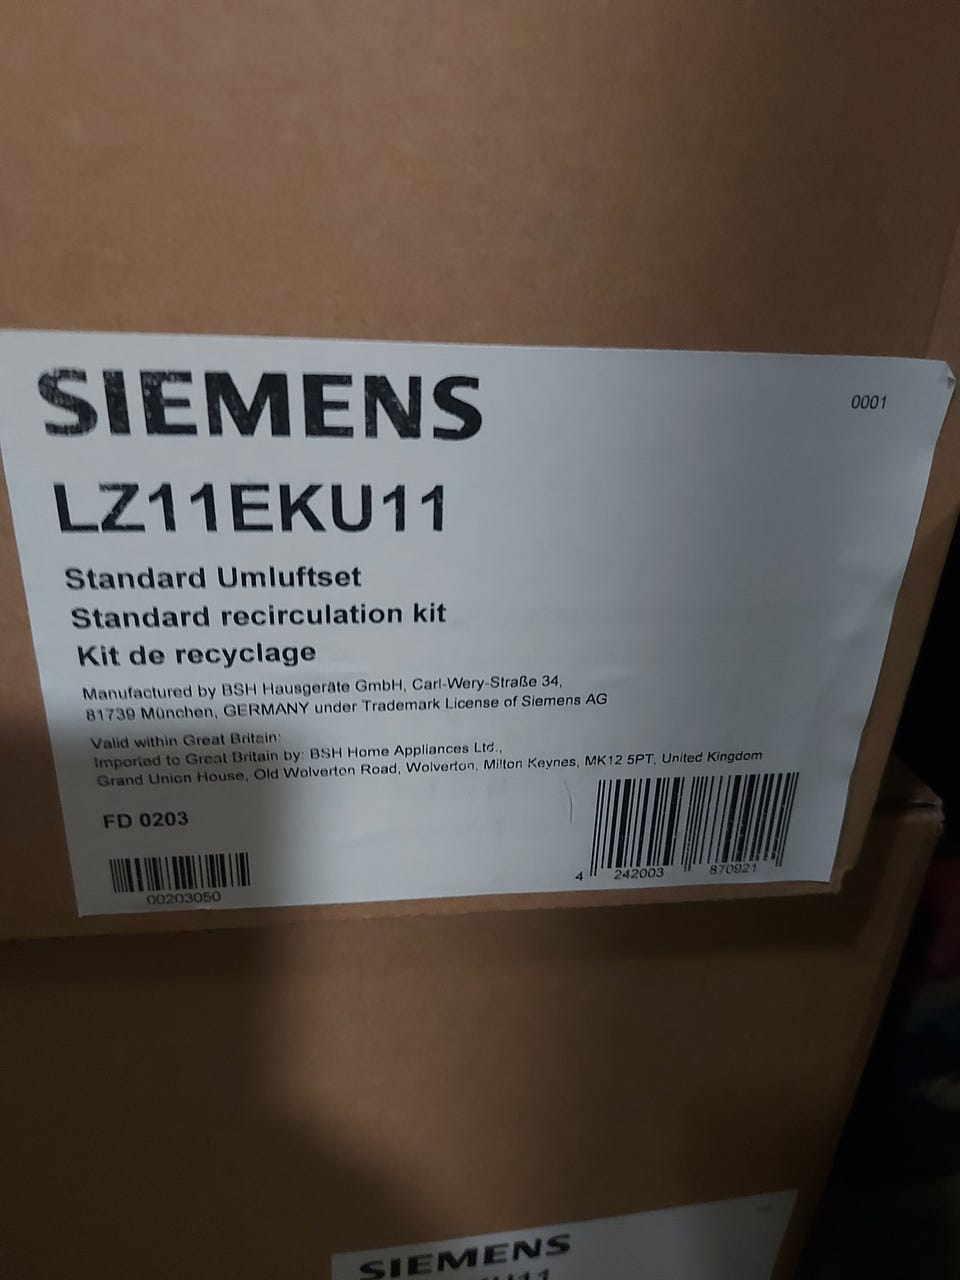 SIEMENS
0001
LZ11EKU11
Standard Umluftset
Standard recirculation kit
Kit de recyclage
Manufactured by BSH Hausgeräte GmbH, Carl-Wery-Straße 34,
81739 München, GERMANY under Trademark License of Siemens AG
Valid within Great Britain:
Imported to Great Britain by: BSH Home Appliances Ltd.,
Grand Union House, Old Wolverton Road, Wolverton, Milton Keynes, MK12 5PT, United Kingdom
FD 0203
00203050
4 242003 870921
SIEMENS